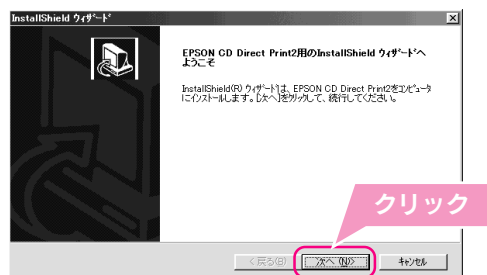 InstallShield ウィザード
EPSON CD Direct Print2用のInstallShield ウィザードへ
ようこそ
InstallShield(R) ウィザードは、EPSON CD Direct Print2をコンピュータ
にインストールします。[次へ]をクリックして、続行してください。
クリック
< 戻る(B)
次へ (N)>
キャンセル